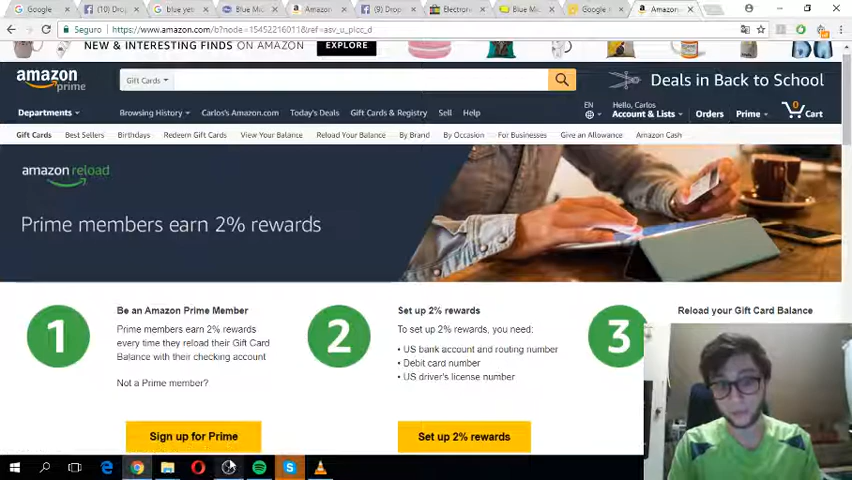 Google
(10) Drop
blue ye
Blue Mi
Amazon
(9) Drop
Electron
Blue Mi
Google
Amazon
Seguro
https://www.amazon.com/b?node=15452216011&ref=asv_u_plcc_d
NEW & INTERESTING FINDS ON AMAZON
EXPLORE
amazon
prime
Gift Cards
Deals in Back to School
Departments
Browsing History
Carlos's Amazon.com
Today's Deals
Gift Cards & Registry
Sell
Help
EN
Hello, Carlos
Account & Lists
Orders
Prime
0
Cart
Gift Cards
Best Sellers
Birthdays
Redeem Gift Cards
View Your Balance
Reload Your Balance
By Brand
By Occasion
For Businesses
Give an Allowance
Amazon Cash
amazon reload
Prime members earn 2% rewards
1
Be an Amazon Prime Member
Prime members earn 2% rewards
every time they reload their Gift Card
Balance with their checking account
Not a Prime member?
Sign up for Prime
2
Set up 2% rewards
To set up 2% rewards, you need:
• US bank account and routing number
• Debit card number
• US driver's license number
Set up 2% rewards
3
Reload your Gift Card Balance